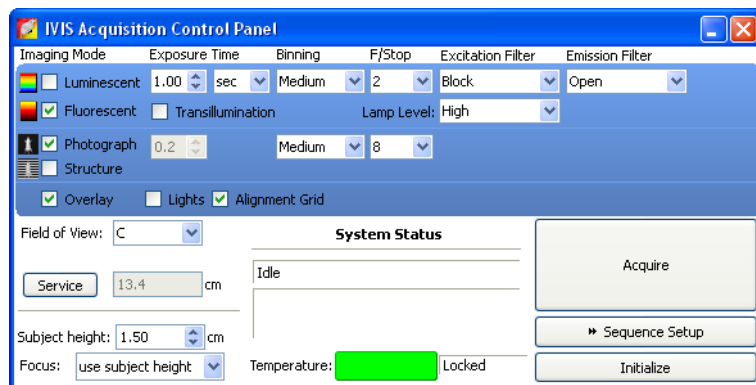 IVIS Acquisition Control Panel
Imaging Mode Exposure Time Binning F/Stop Excitation Filter Emission Filter
Luminescent 1.00 sec Medium 2 Block Open
Fluorescent Transillumination Lamp Level: High
Photograph 0.2 Medium 8
Structure
Overlay Lights Alignment Grid
Field of View: C System Status
Idle Acquire
Service 13.4 cm
Sequence Setup
Subject height: 1.50 cm
Focus: use subject height Temperature: Locked Initialize